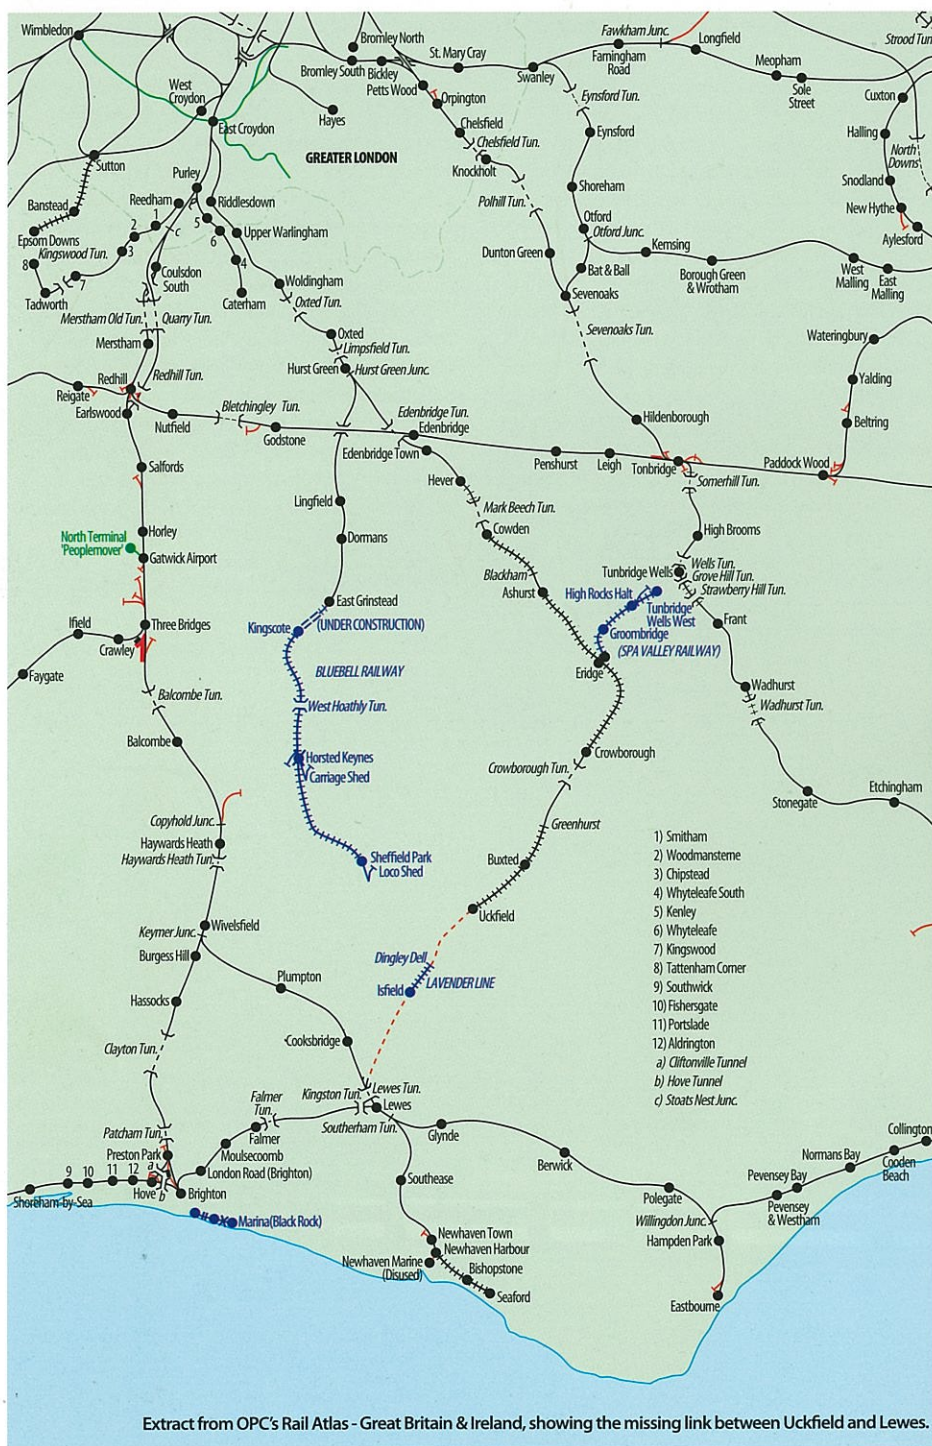 Wimbledon
Bromley North
Bromley South
Bickley
Petts Wood
St. Mary Cray
Swanley
Fawkham Junc.
Farningham
Road
Longfield
Meopham
Sole
Street
Strood Tun.
Cuxton
Halling
North
Downs
Snodland
New Hythe
Aylesford
West
Croydon
East Croydon
Hayes
Orpington
Chelsfield
Chelsfield Tun.
Knockholt
Polhill Tun.
Eynsford Tun.
Eynsford
Shoreham
Otford
Otford Junc.
Kemsing
Borough Green
& Wrotham
West
Malling
East
Malling
Dunton Green
Bat & Ball
Sevenoaks
Sevenoaks Tun.
GREATER LONDON
Sutton
Banstead
Epsom Downs
Kingswood Tun.
8
Tadworth
7
3
2
1
c
Purley
Reedham
Riddlesdown
5
6
4
Upper Warlingham
Caterham
Woldingham
Oxted Tun.
Coulsdon
South
Merstham Old Tun.
Quarry Tun.
Merstham
Redhill
Redhill Tun.
Reigate
Earlswood
Nutfield
Bletchingley Tun.
Godstone
Oxted
Limpsfield Tun.
Hurst Green
Hurst Green Junc.
Edenbridge Tun.
Edenbridge
Edenbridge Town
Hever
Mark Beech Tun.
Cowden
Blackham
Ashurst
Penshurst
Leigh
Hildenborough
Tonbridge
Somerhill Tun.
Paddock Wood
Wateringbury
Yalding
Beltring
High Brooms
Wells Tun.
Grove Hill Tun.
Strawberry Hill Tun.
Tunbridge Wells
High Rocks Halt
Tunbridge
Wells West
Groombridge
(SPA VALLEY RAILWAY)
Eridge
Frant
Wadhurst
Wadhurst Tun.
Stonegate
Etchingham
Salfords
Horley
North Terminal
'Peoplemover'
Gatwick Airport
Three Bridges
Ifield
Crawley
Faygate
Balcombe Tun.
Balcombe
Copyhold Junc.
Haywards Heath
Haywards Heath Tun.
Lingfield
Dormans
East Grinstead
(UNDER CONSTRUCTION)
Kingscote
BLUEBELL RAILWAY
West Hoathly Tun.
Horsted Keynes
Carriage Shed
Sheffield Park
Loco Shed
Crowborough
Crowborough Tun.
Greenhurst
Buxted
Uckfield
Dingley Dell
Isfield
LAVENDER LINE
Wivelsfield
Keymer Junc.
Burgess Hill
Hassocks
Clayton Tun.
Plumpton
Cooksbridge
Kingston Tun.
Lewes Tun.
Lewes
Southerham Tun.
Falmer
Tun.
Falmer
Moulsecoomb
London Road (Brighton)
Patcham Tun.
Preston Park
a
b
Hove
Brighton
9
10
11
12
Shoreham-by-Sea
Marina(Black Rock)
Glynde
Berwick
Southease
Newhaven Town
Newhaven Harbour
Newhaven Marine
(Disused)
Bishopstone
Seaford
Polegate
Willingdon Junc.
Hampden Park
Eastbourne
Pevensey
& Westham
Pevensey Bay
Normans Bay
Cooden
Beach
Collington
1) Smitham
2) Woodmansterne
3) Chipstead
4) Whyteleafe South
5) Kenley
6) Whyteleafe
7) Kingswood
8) Tattenham Corner
9) Southwick
10) Fishersgate
11) Portslade
12) Aldrington
a) Cliftonville Tunnel
b) Hove Tunnel
c) Stoats Nest Junc.
Extract from OPC's Rail Atlas - Great Britain & Ireland, showing the missing link between Uckfield and Lewes.